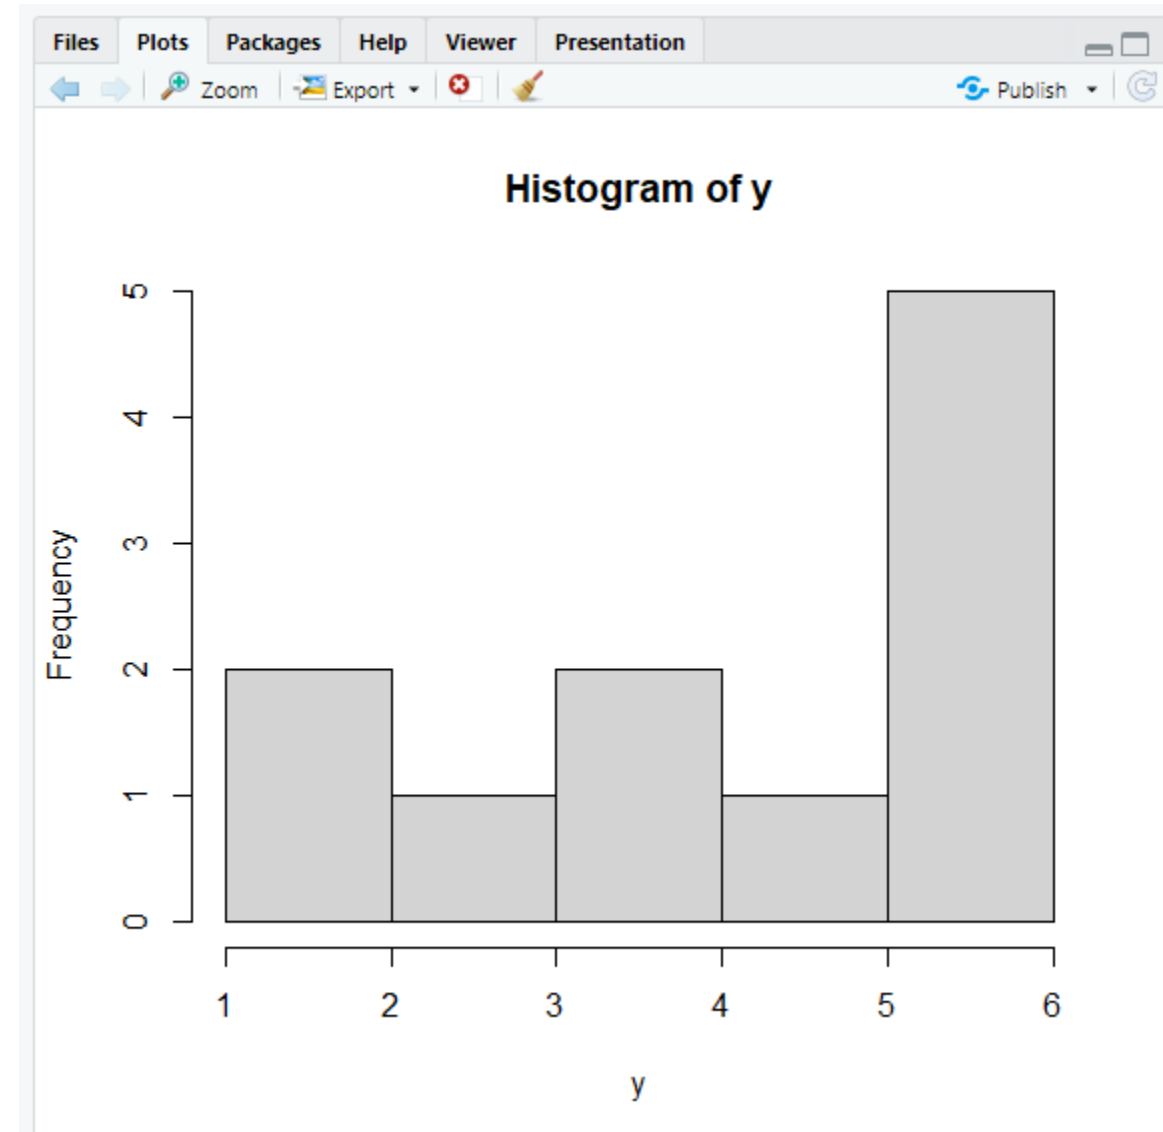 Files Plots Packages Help Viewer Presentation
Zoom Export Publish
Histogram of y
5
4
3
2
1
0
Frequency
1 2 3 4 5 6
y